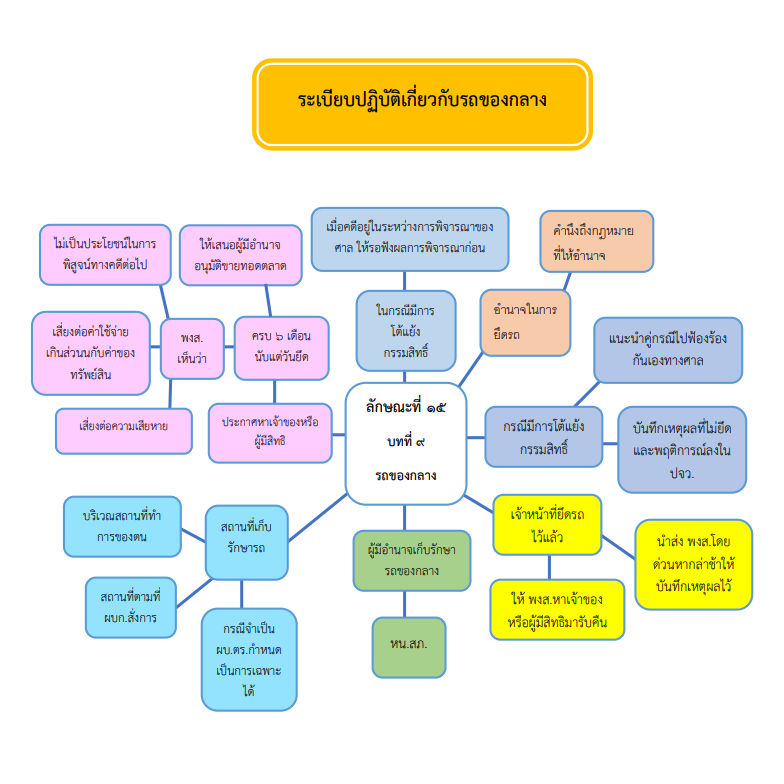 ระเบียบปฏิบัติเกี่ยวกับรถของกลาง
เมื่อคดีอยู่ในระหว่างการพิจารณาของ
ศาล ให้รอฟังผลการพิจารณาก่อน
คำนึงถึงกฎหมาย
ที่ให้อำนาจ
ไม่เป็นประโยชน์ในการ
พิสูจน์ทางคดีต่อไป
ให้เสนอผู้มีอำนาจ
อนุมัติขายทอดตลาด
ในกรณีมีการ
โต้แย้ง
กรรมสิทธิ์
อำนาจในการ
ยึดรถ
เสี่ยงต่อค่าใช้จ่าย
เกินส่วนนกับค่าของ
ทรัพย์สิน
พงส.
เห็นว่า
ครบ ๖ เดือน
นับแต่วันยึด
แนะนำคู่กรณีไปฟ้องร้อง
กันเองทางศาล
เสี่ยงต่อความเสียหาย
ประกาศหาเจ้าของหรือ
ผู้มีสิทธิ
ลักษณะที่ ๑๕
บทที่ ๙
รถของกลาง
กรณีมีการโต้แย้ง
กรรมสิทธิ์
บันทึกเหตุผลที่ไม่ยึด
และพฤติการณ์ลงใน
ปจว.
บริเวณสถานที่ทำ
การของตน
สถานที่เก็บ
รักษารถ
ผู้มีอำนาจเก็บรักษา
รถของกลาง
เจ้าหน้าที่ยึดรถ
ไว้แล้ว
นำส่ง พงส.โดย
ด่วนหากล่าช้าให้
บันทึกเหตุผลไว้
สถานที่ตามที่
ผบก.สั่งการ
กรณีจำเป็น
ผบ.ตร.กำหนด
เป็นการเฉพาะ
ได้
หน.สภ.
ให้ พงส.หาเจ้าของ
หรือผู้มีสิทธิมารับคืน